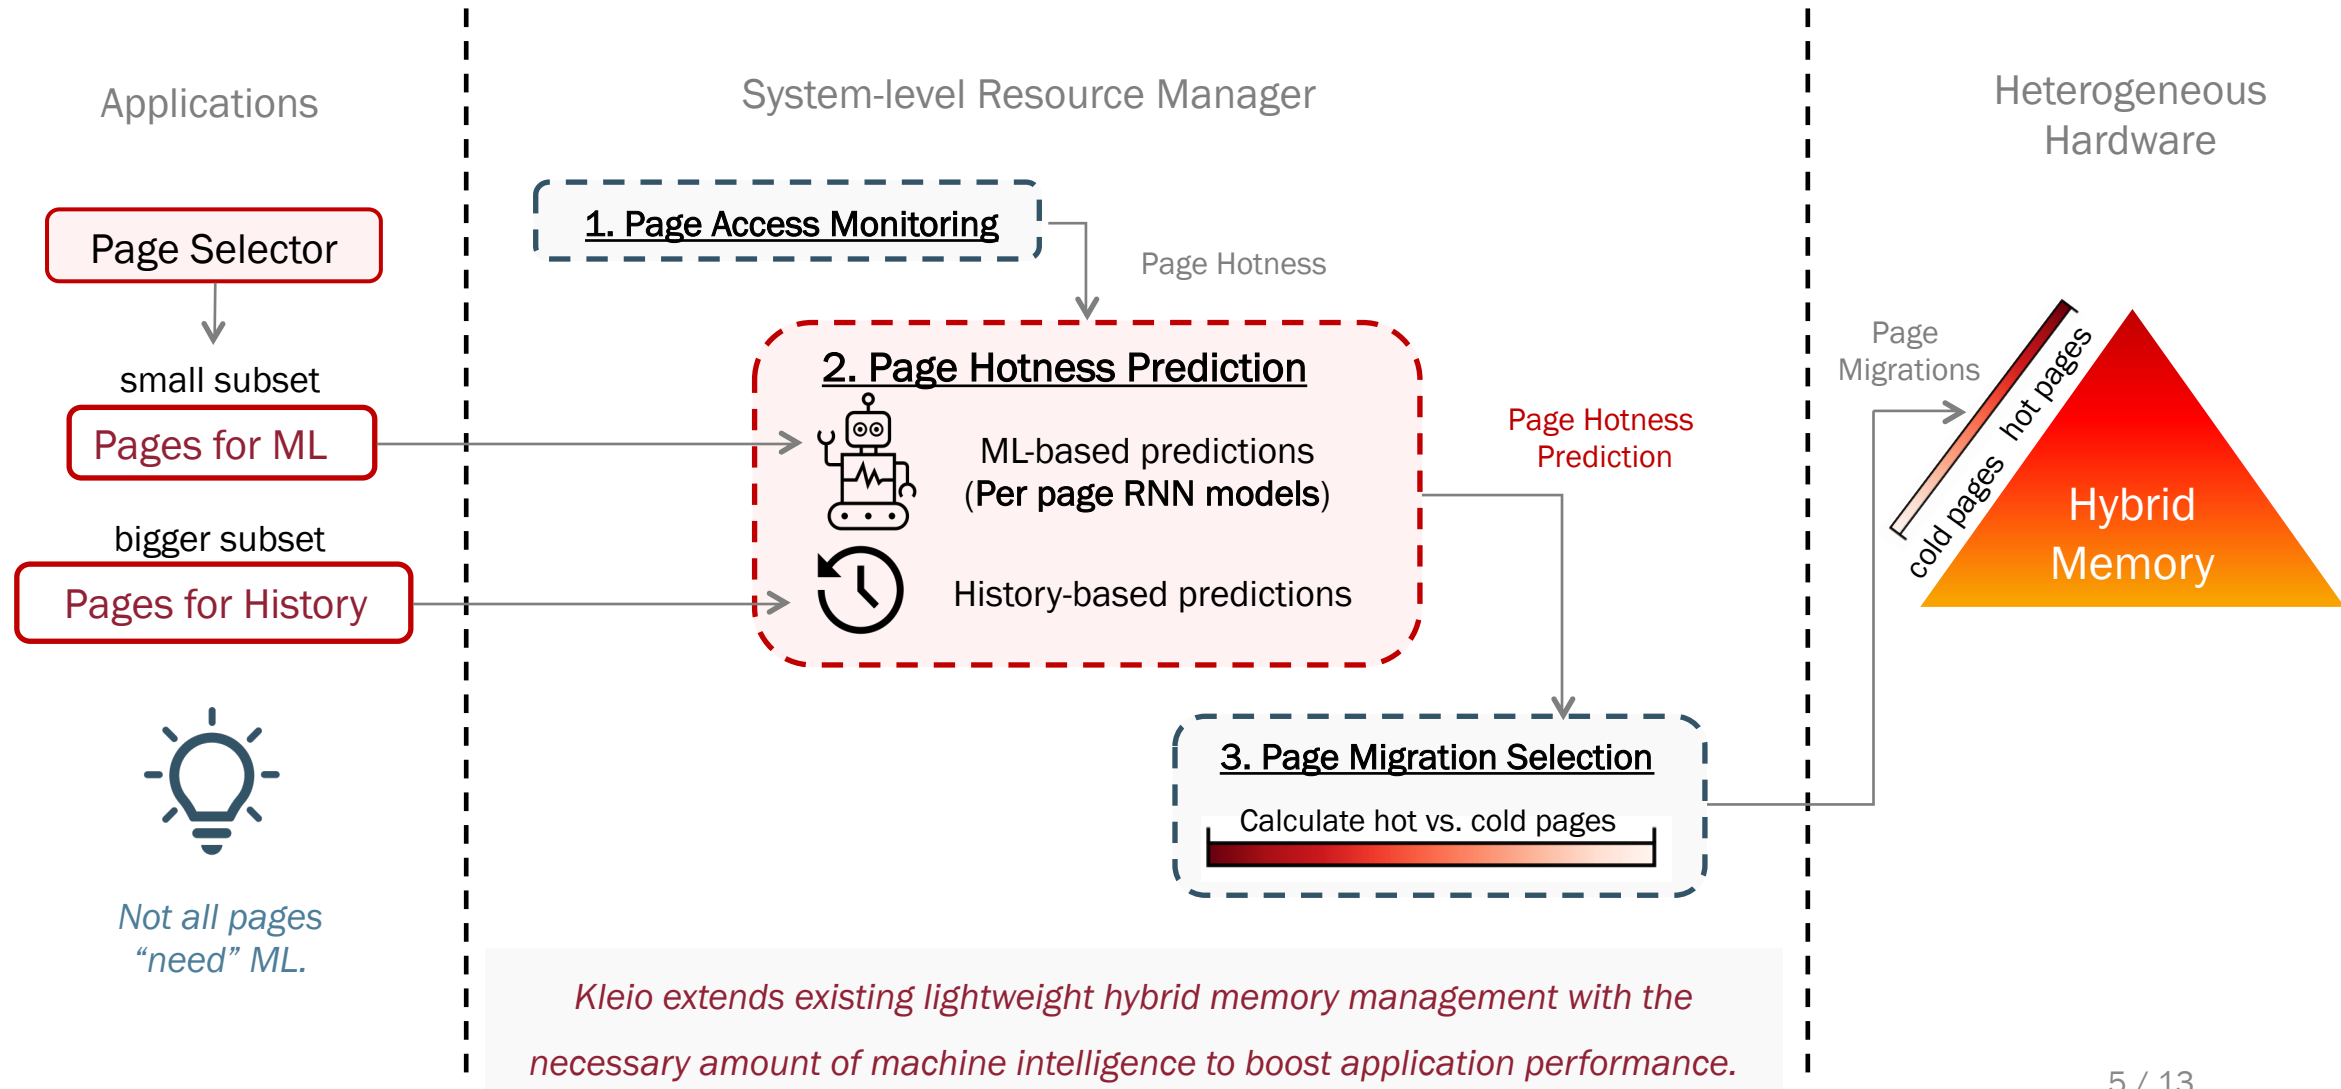 Applications
System-level Resource Manager
Heterogeneous
Hardware
Page Selector
small subset
Pages for ML
bigger subset
Pages for History
Not all pages
“need” ML.
1. Page Access Monitoring
Page Hotness
2. Page Hotness Prediction
ML-based predictions
(Per page RNN models)
History-based predictions
Page Hotness
Prediction
3. Page Migration Selection
Calculate hot vs. cold pages
Page
Migrations
cold pages hot pages
Hybrid
Memory
Kleio extends existing lightweight hybrid memory management with the
necessary amount of machine intelligence to boost application performance.
5 / 13